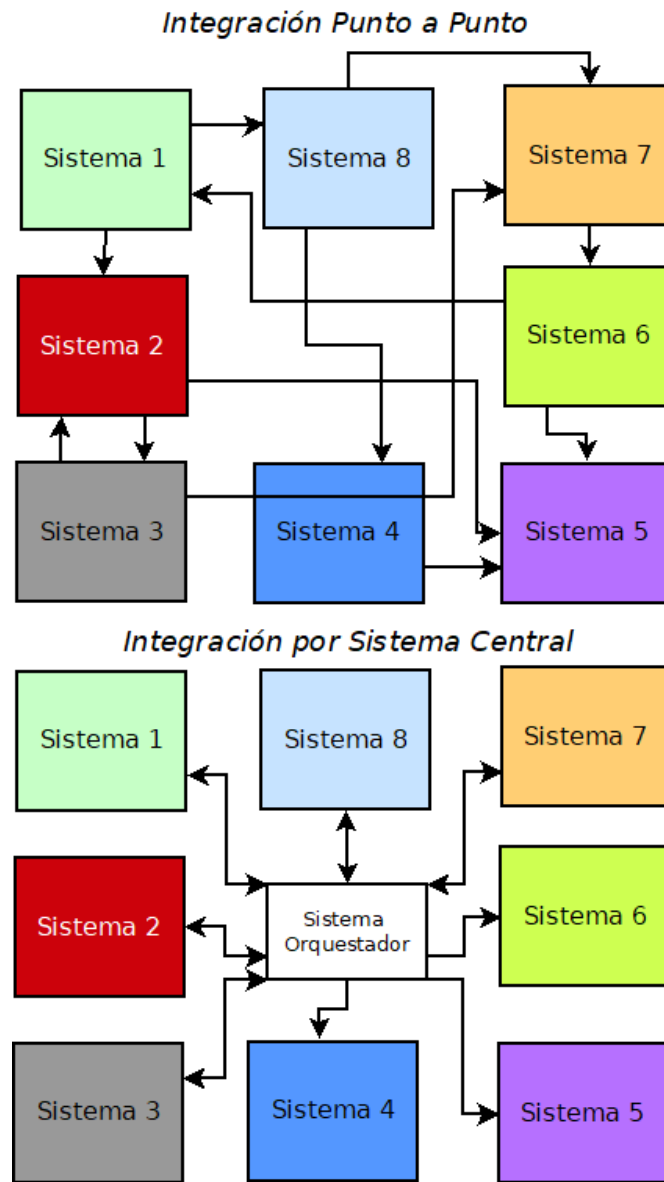 Integración Punto a Punto
Sistema 1
Sistema 8
Sistema 7
Sistema 2
Sistema 6
Sistema 3
Sistema 4
Sistema 5
Integración por Sistema Central
Sistema 1
Sistema 8
Sistema 7
Sistema 2
Sistema
Orquestador
Sistema 6
Sistema 3
Sistema 4
Sistema 5